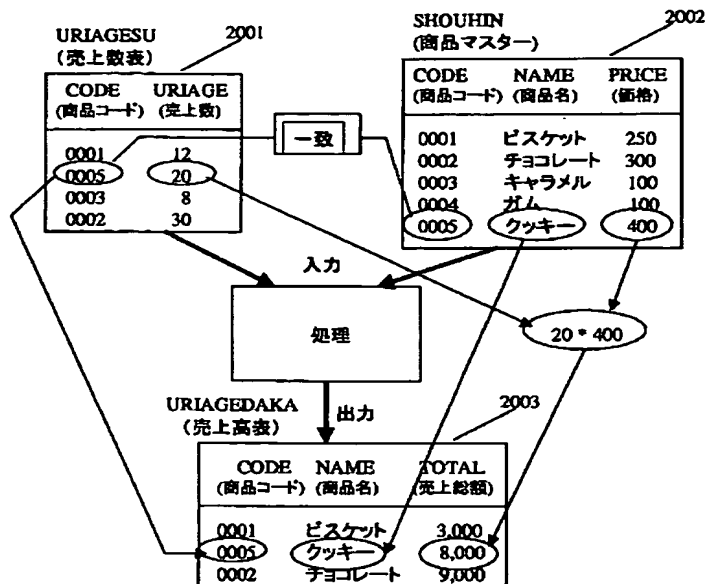 URIAGESU
(売上数表)
2001
CODE URIAGE
(商品コード) (売上数)
0001 12
0005 20
0003 8
0002 30
一致
SHOUHIN
(商品マスター)
2002
CODE NAME PRICE
(商品コード) (商品名) (価格)
0001 ビスケット 250
0002 チョコレート 300
0003 キャラメル 100
0004 ガム 100
0005 クッキー 400
入力
処理
20 * 400
出力
URIAGEDAKA
(売上高表)
2003
CODE NAME TOTAL
(商品コード) (商品名) (売上総額)
0001 ビスケット 3,000
0005 クッキー 8,000
0002 チョコレート 9,000